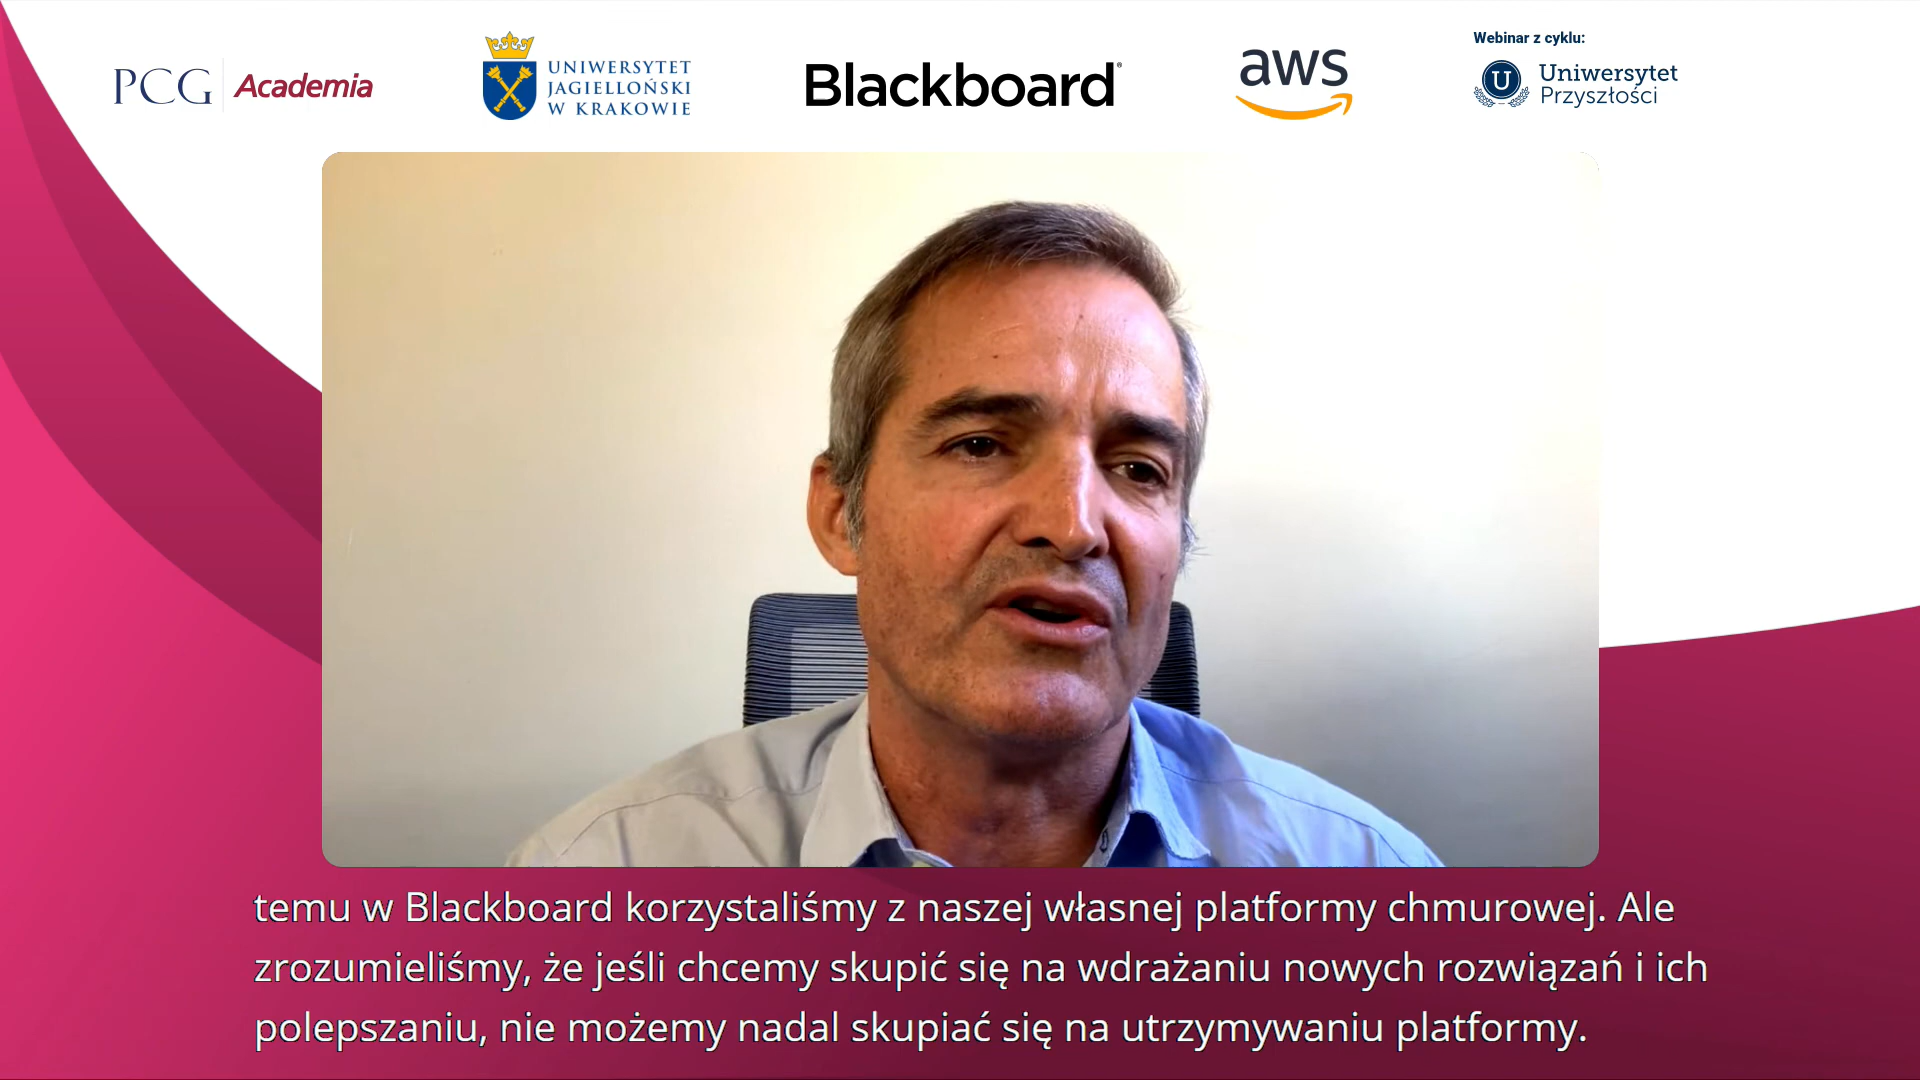 PCG Academia
UNIWERSYTET
JAGIELLOŃSKI
W KRAKOWIE
Blackboard®
aws
Webinar z cyklu:
U
Uniwersytet
Przyszłości
temu w Blackboard korzystaliśmy z naszej własnej platformy chmurowej. Ale
zrozumieliśmy, że jeśli chcemy skupić się na wdrażaniu nowych rozwiązań i ich
polepszaniu, nie możemy nadal skupiać się na utrzymywaniu platformy.